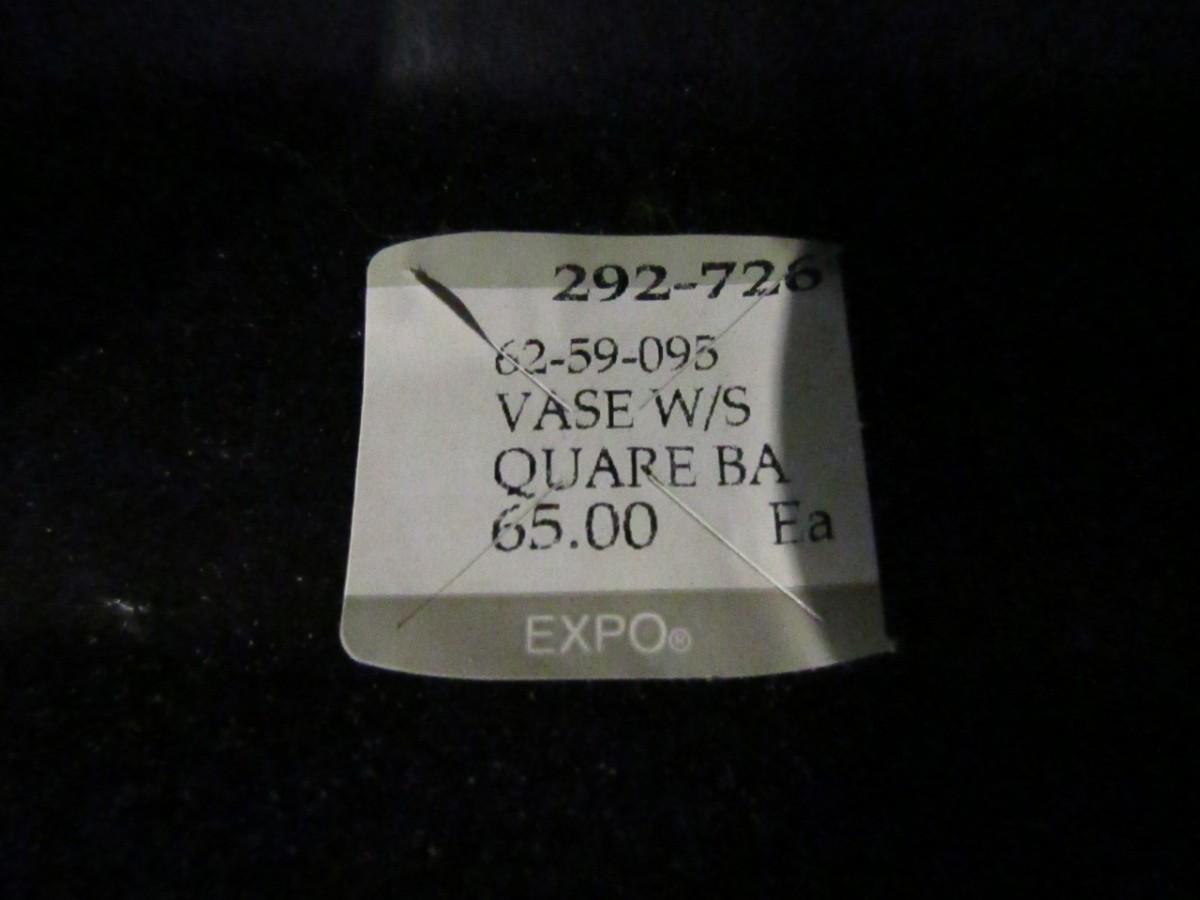 292-726
62-59-095
VASE W/S
QUARE BA
65.00 Ea
EXPO®